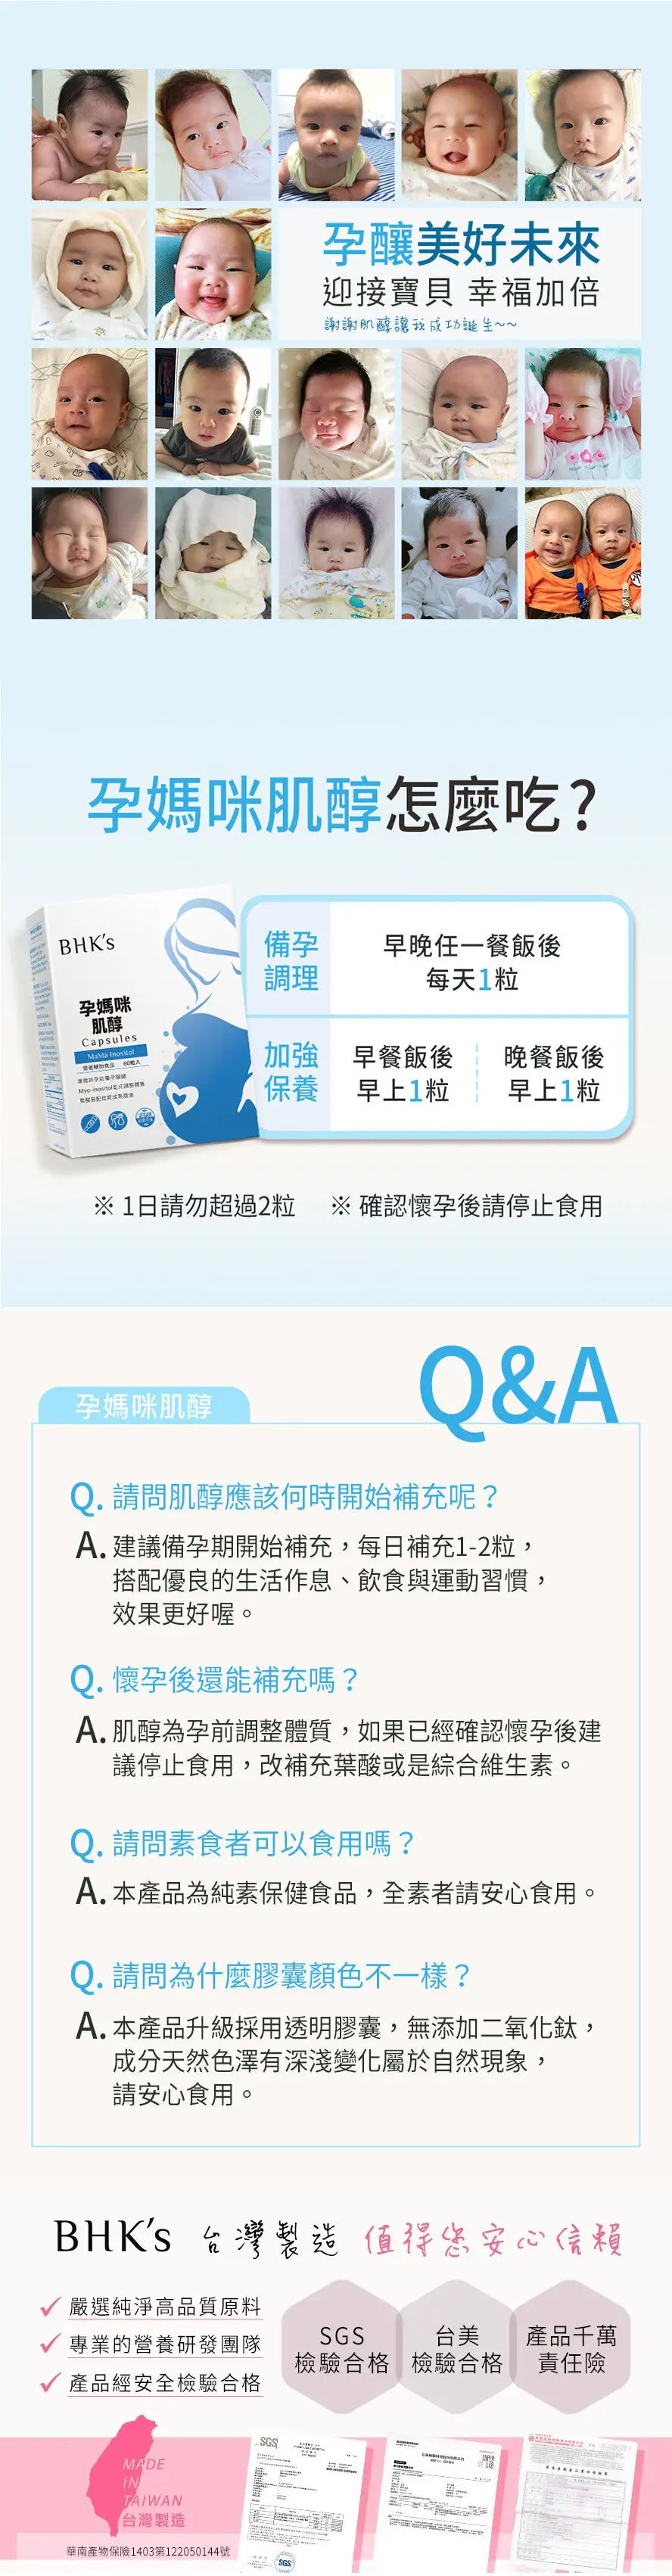 孕釀美好未來
迎接寶貝 幸福加倍
謝謝肌醇讓我成功誕生~~
孕媽咪肌醇怎麼吃?
BHK's
孕媽咪
肌醇
Capsules
MaMa Inositol
營養輔助食品 60粒入
備孕
調理
早晚任一餐飯後
每天1粒
加強
保養
早餐飯後
早上1粒
晚餐飯後
早上1粒
※ 1日請勿超過2粒 ※ 確認懷孕後請停止食用
Q&A
孕媽咪肌醇
Q. 請問肌醇應該何時開始補充呢？
A. 建議備孕期開始補充，每日補充1-2粒，
搭配優良的生活作息、飲食與運動習慣，
效果更好喔。
Q. 懷孕後還能補充嗎？
A. 肌醇為孕前調整體質，如果已經確認懷孕後建
議停止食用，改補充葉酸或是綜合維生素。
Q. 請問素食者可以食用嗎？
A. 本產品為純素保健食品，全素者請安心食用。
Q. 請問為什麼膠囊顏色不一樣？
A. 本產品升級採用透明膠囊，無添加二氧化鈦，
成分天然色澤有深淺變化屬於自然現象，
請安心食用。
BHK's 台灣製造 值得您安心信賴
嚴選純淨高品質原料
專業的營養研發團隊
產品經安全檢驗合格
SGS
檢驗合格
台美
檢驗合格
產品千萬
責任險
MADE
IN
TAIWAN
台灣製造
華南產物保險1403第122050144號
SGS
SGS